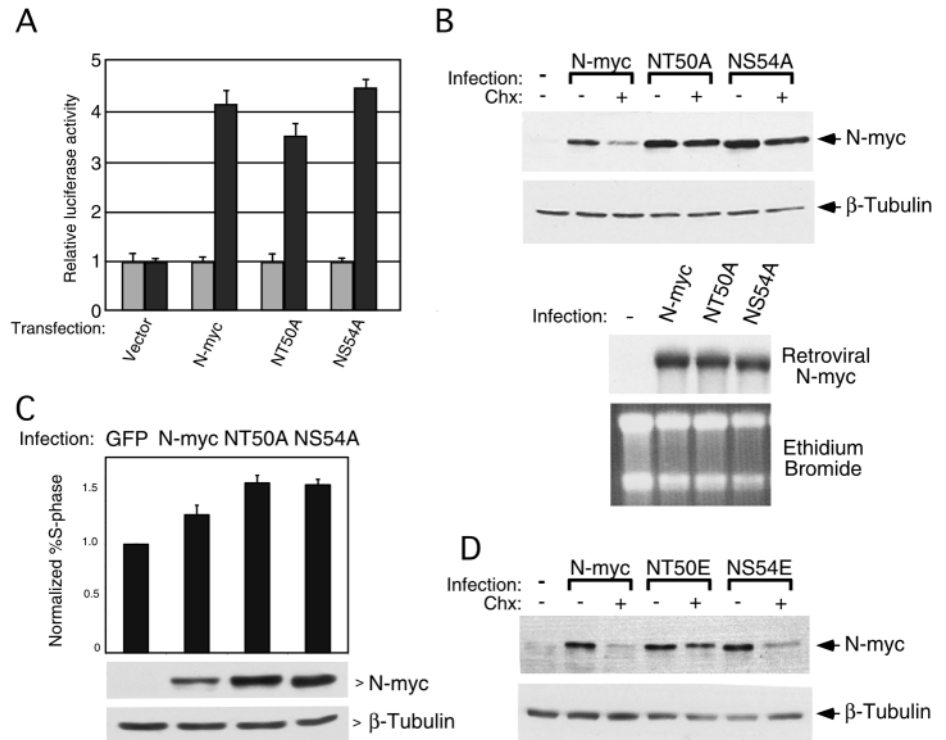 A
Relative luciferase activity
5
4
3
2
1
0
Transfection:
Vector
N-myc
NT50A
NS54A
B
Infection: - N-myc NT50A NS54A
Chx: - - + - + - +
N-myc
β-Tubulin
Infection: - N-myc NT50A NS54A
Retroviral
N-myc
Ethidium
Bromide
C
Infection: GFP N-myc NT50A NS54A
Normalized %S-phase
1.5
1.0
0.5
0
> N-myc
> β-Tubulin
D
Infection: - N-myc NT50E NS54E
Chx: - - + - + - +
N-myc
β-Tubulin